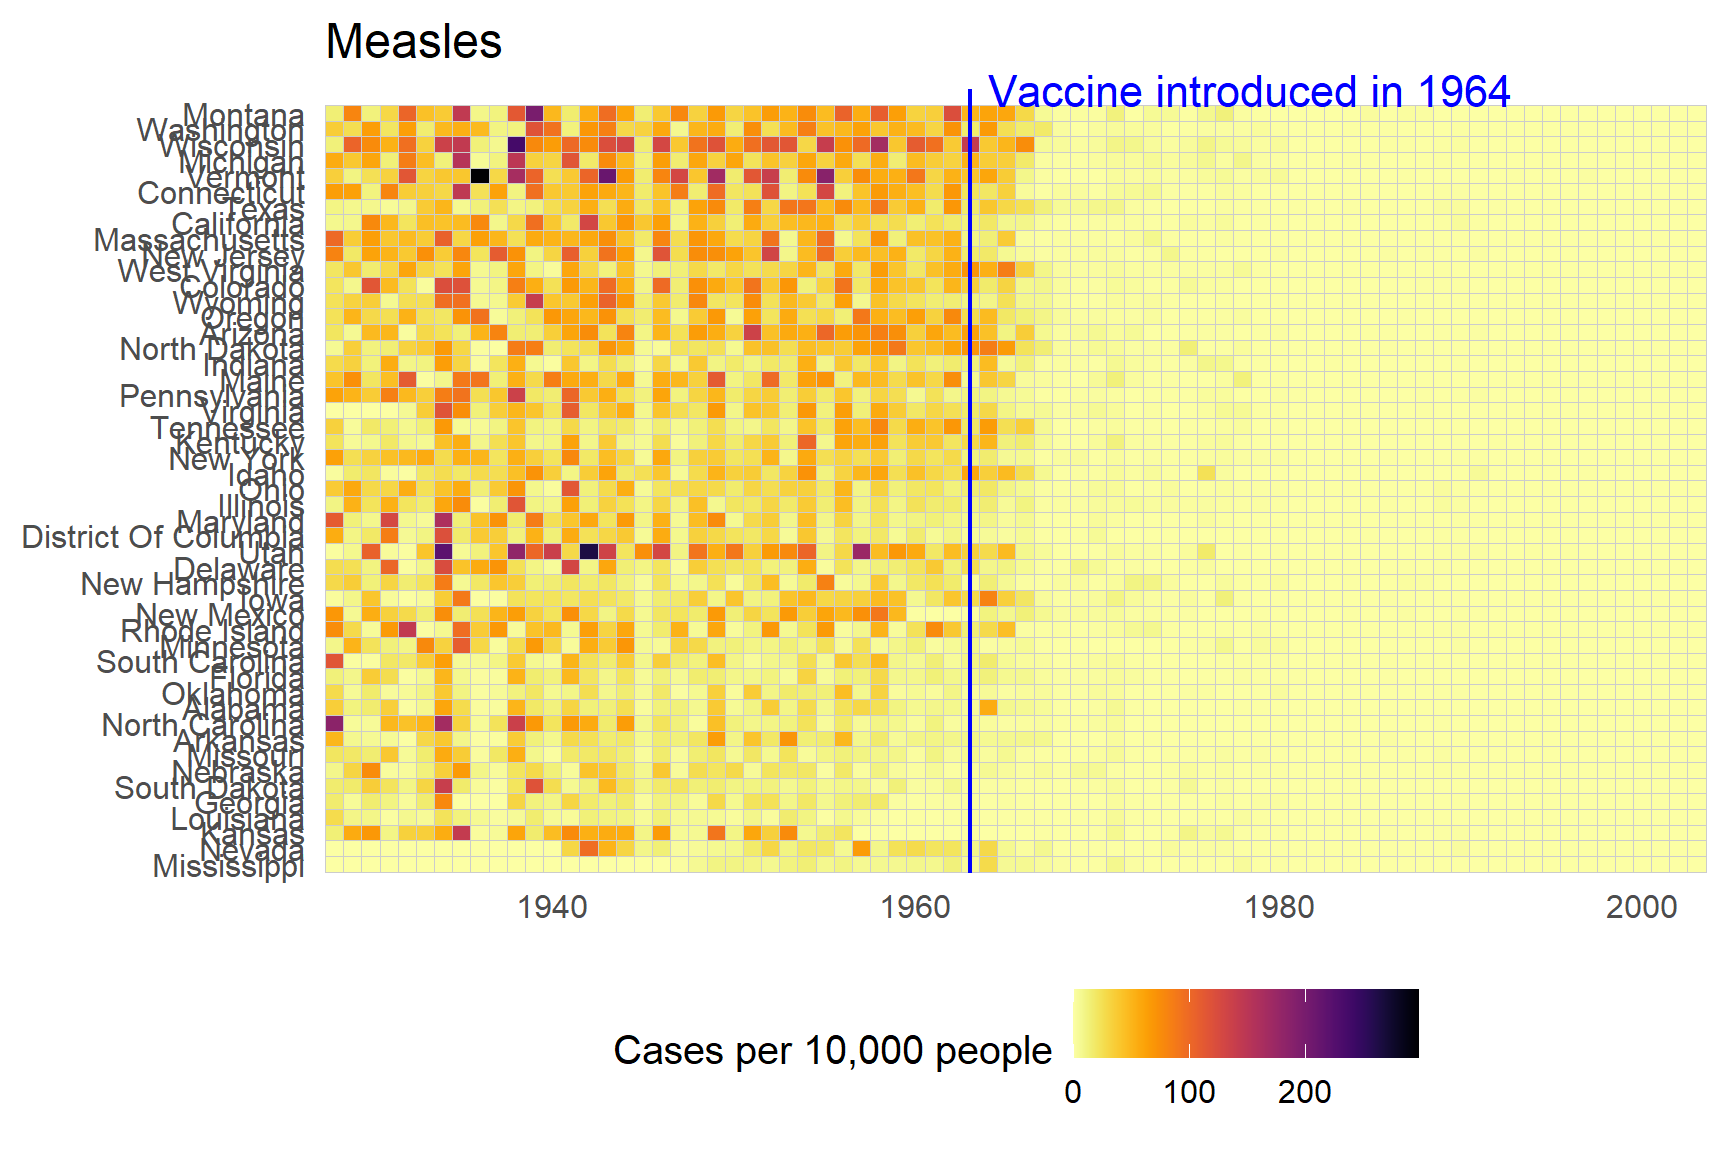 Measles
Vaccine introduced in 1964
Montana
Washington
Wisconsin
Michigan
Vermont
Connecticut
Texas
California
Massachusetts
New Jersey
West Virginia
Colorado
Wyoming
Oregon
Arizona
North Dakota
Indiana
Maine
Pennsylvania
Virginia
Tennessee
Kentucky
New York
Idaho
Ohio
Illinois
Maryland
District Of Columbia
Utah
Delaware
New Hampshire
Iowa
New Mexico
Rhode Island
Minnesota
South Carolina
Florida
Oklahoma
Alabama
North Carolina
Arkansas
Missouri
Nebraska
South Dakota
Georgia
Louisiana
Kansas
Nevada
Mississippi
1940 1960 1980 2000
Cases per 10,000 people
0 100 200